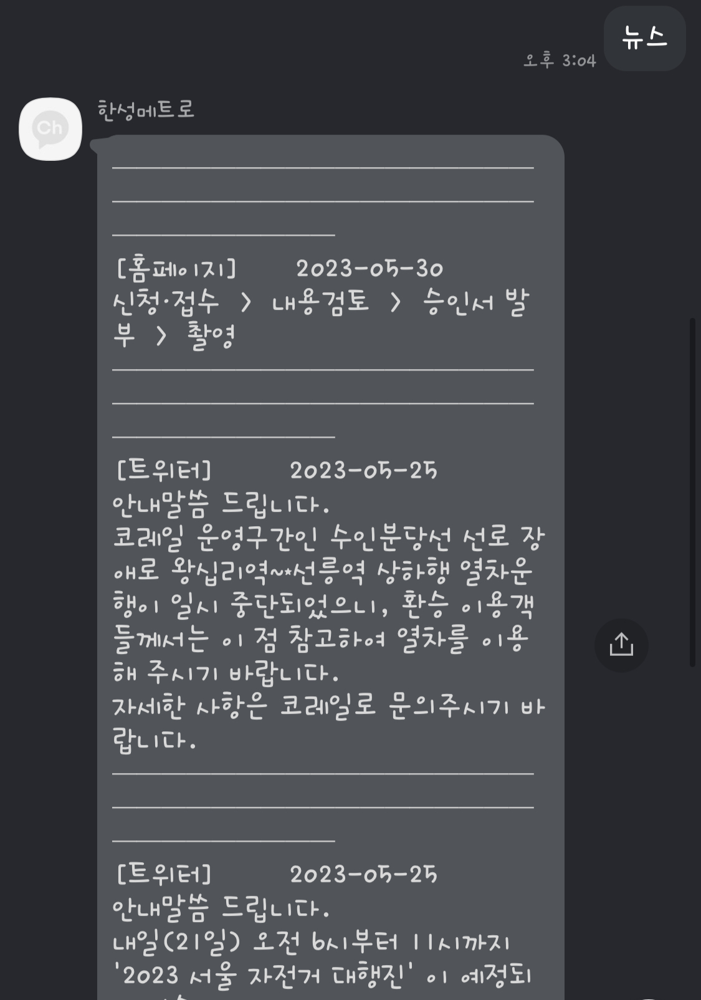 뉴스
오후 3:04
한성메트로
Ch
[홈페이지] 2023-05-30
신청·접수 > 내용검토 > 승인서 발
부 > 촬영
[트위터] 2023-05-25
안내말씀 드립니다.
코레일 운영구간인 수인분당선 선로 장
애로 왕십리역~*선릉역 상하행 열차운
행이 일시 중단되었으니, 환승 이용객
들께서는 이 점 참고하여 열차를 이용
해 주시기 바랍니다.
자세한 사항은 코레일로 문의주시기 바
랍니다.
[트위터] 2023-05-25
안내말씀 드립니다.
내일(21일) 오전 6시부터 11시까지
'2023 서울 자전거 대행진' 이 예정되